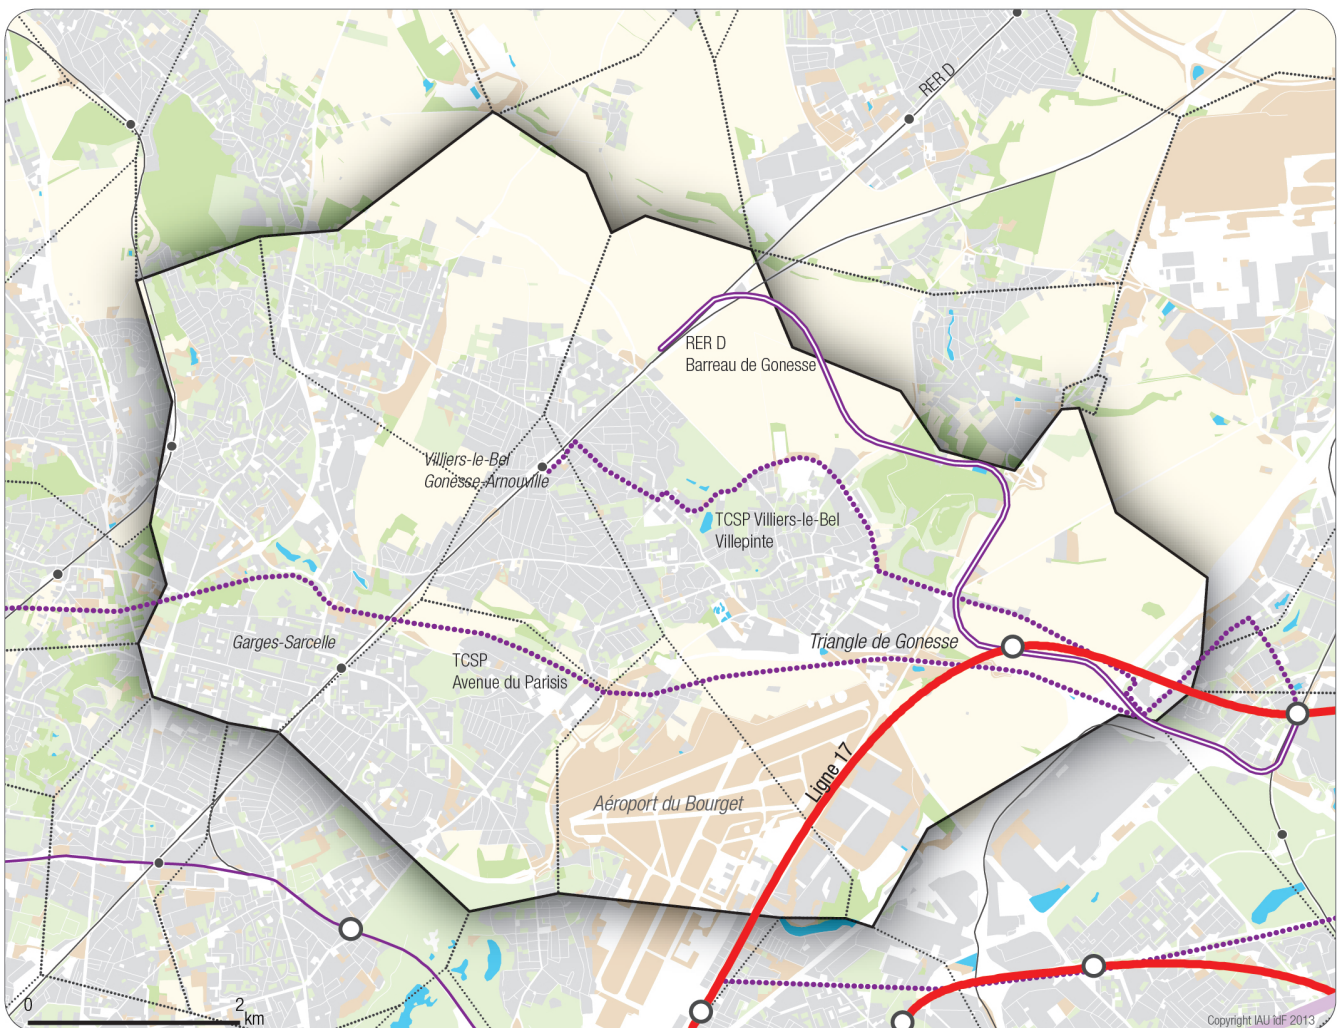 RER D
RER D
Barreau de Gonesse
Villiers-le-Bel
Gonesse-Arnouville
TCSP Villiers-le-Bel
Villepinte
Garges-Sarcelle
Triangle de Gonesse
TCSP
Avenue du Parisis
Ligne 17
Aéroport du Bourget
0 2
km
Copyright IAU îdF 2013